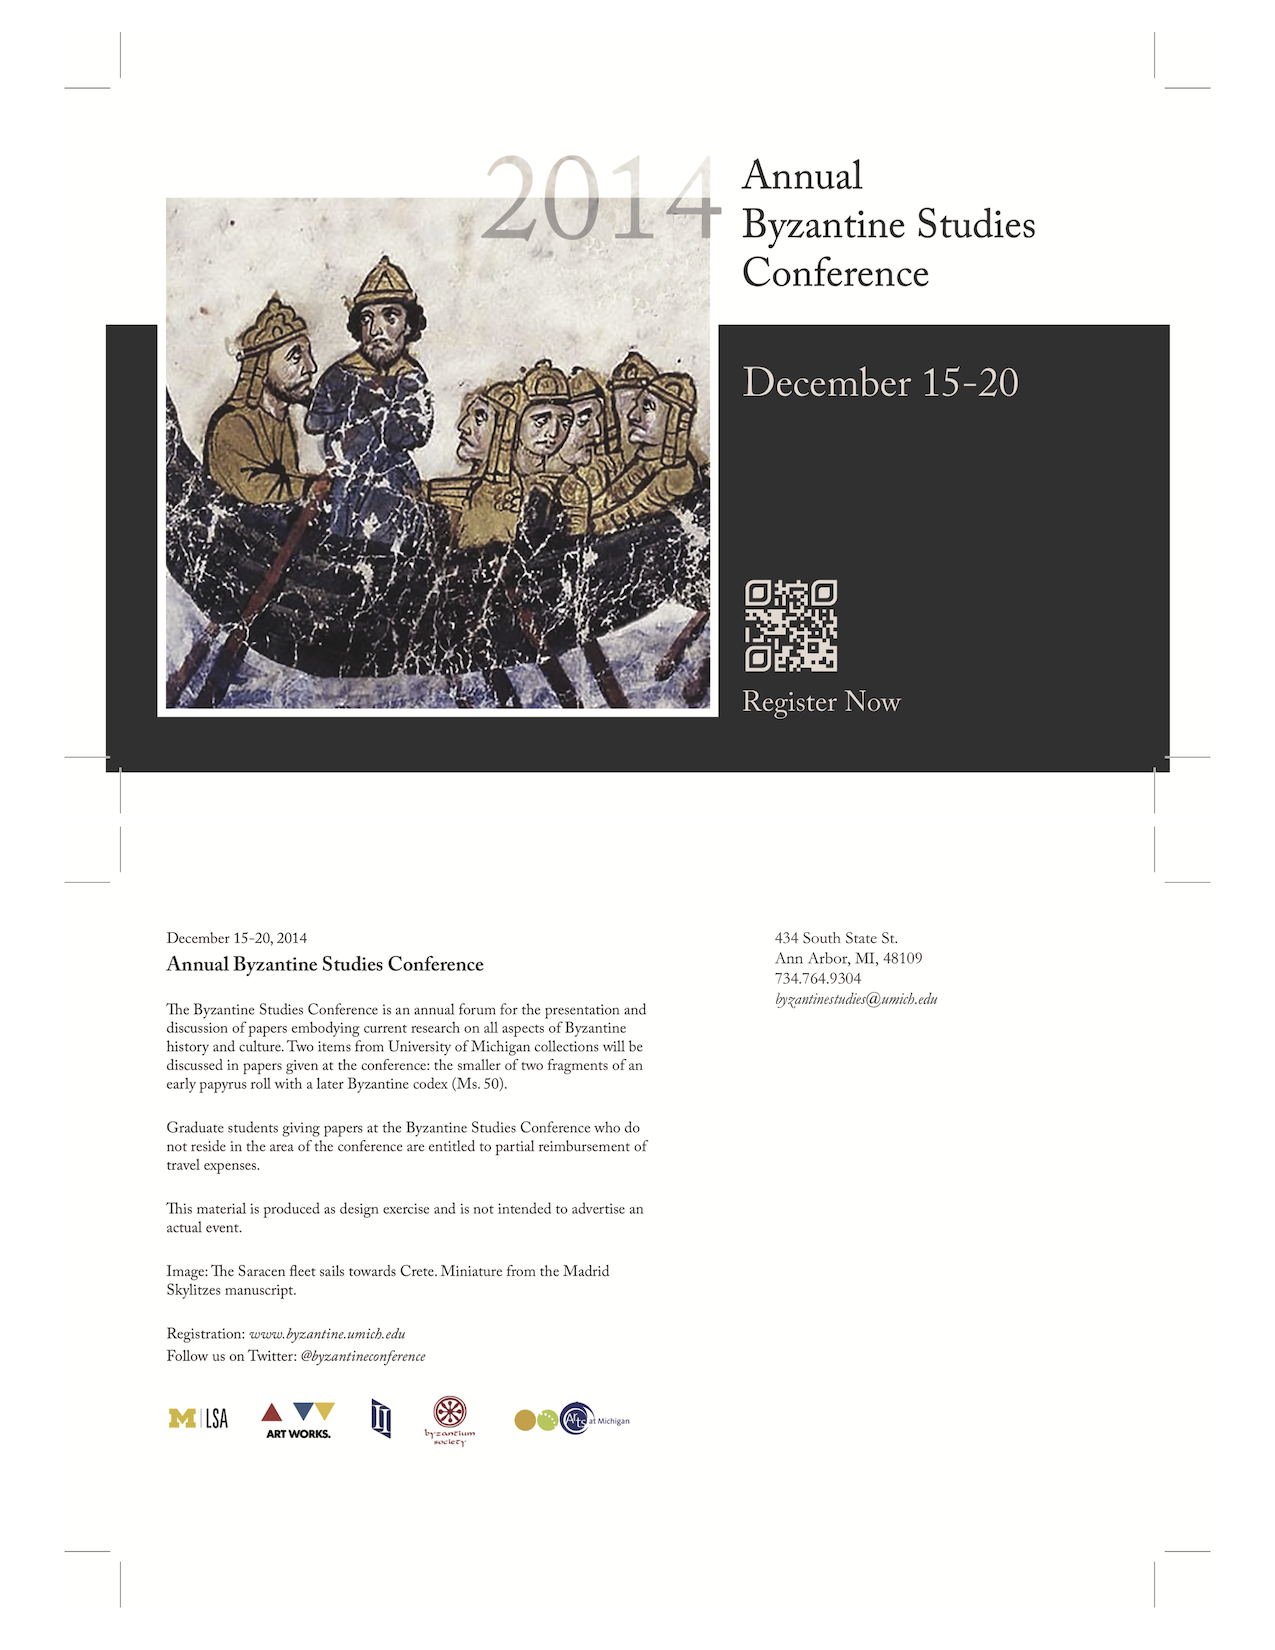 2014
Annual
Byzantine Studies
Conference
December 15-20
Register Now
December 15-20, 2014
Annual Byzantine Studies Conference
The Byzantine Studies Conference is an annual forum for the presentation and
discussion of papers embodying current research on all aspects of Byzantine
history and culture. Two items from University of Michigan collections will be
discussed in papers given at the conference: the smaller of two fragments of an
early papyrus roll with a later Byzantine codex (Ms. 50).
Graduate students giving papers at the Byzantine Studies Conference who do
not reside in the area of the conference are entitled to partial reimbursement of
travel expenses.
This material is produced as design exercise and is not intended to advertise an
actual event.
Image: The Saracen fleet sails towards Crete. Miniature from the Madrid
Skylitzes manuscript.
Registration: www.byzantine.umich.edu
Follow us on Twitter: @byzantineconference
M | LSA
ART WORKS.
byzantium
society
Arts at Michigan
434 South State St.
Ann Arbor, MI, 48109
734.764.9304
byzantinestudies@umich.edu